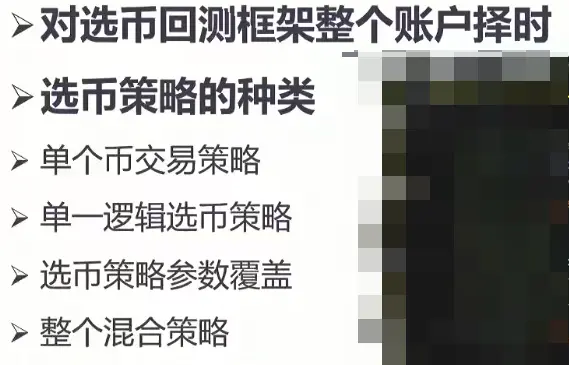 ➢对选币回测框架整个账户择时
➢选币策略的种类
➢单个币交易策略
➢单一逻辑选币策略
➢选币策略参数覆盖
➢整个混合策略